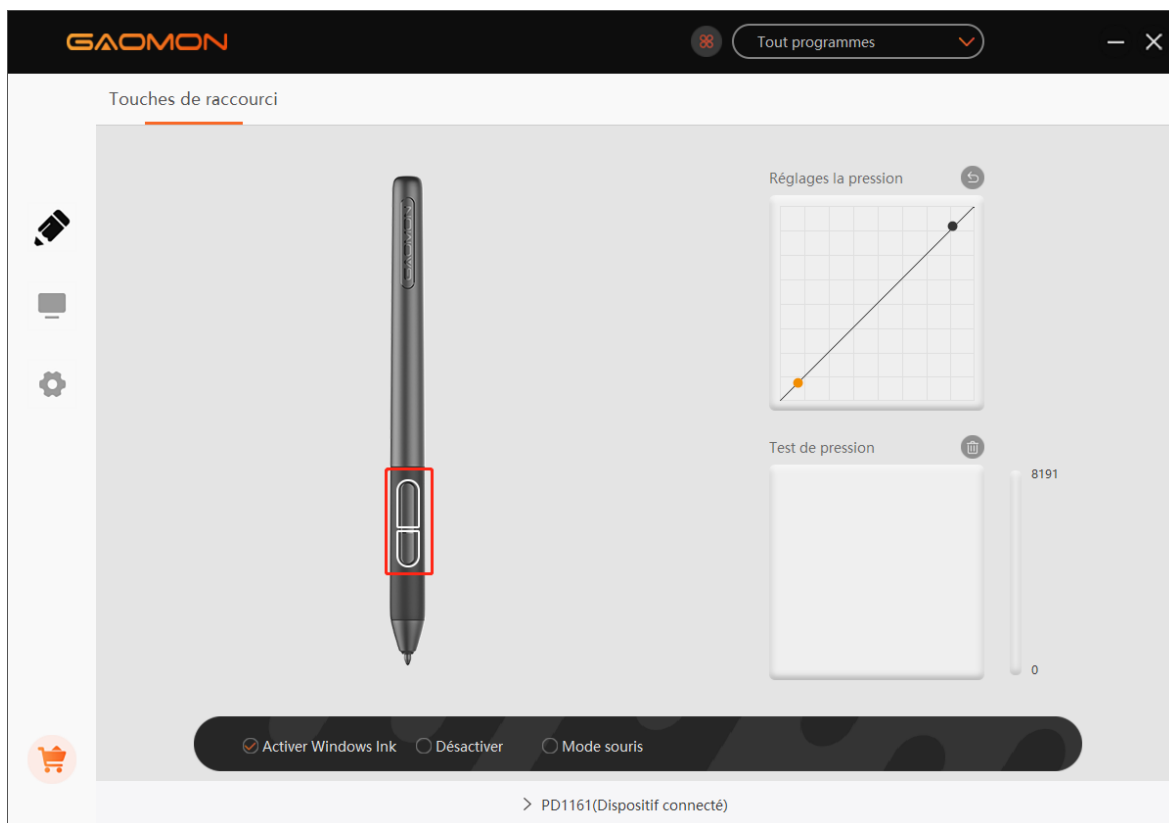 GAOMON
Tout programmes
Touches de raccourci
GAOMON
Réglages la pression
Test de pression
8191
0
Activer Windows Ink
Désactiver
Mode souris
PD1161(Dispositif connecté)